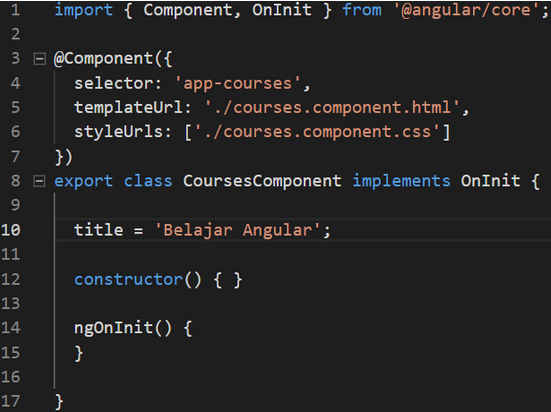 1 import { Component, OnInit } from '@angular/core';
2
3 @Component({
4   selector: 'app-courses',
5   templateUrl: './courses.component.html',
6   styleUrls: ['./courses.component.css']
7 })
8 export class CoursesComponent implements OnInit {
9
10   title = 'Belajar Angular';
11
12   constructor() { }
13
14   ngOnInit() {
15   }
16
17 }